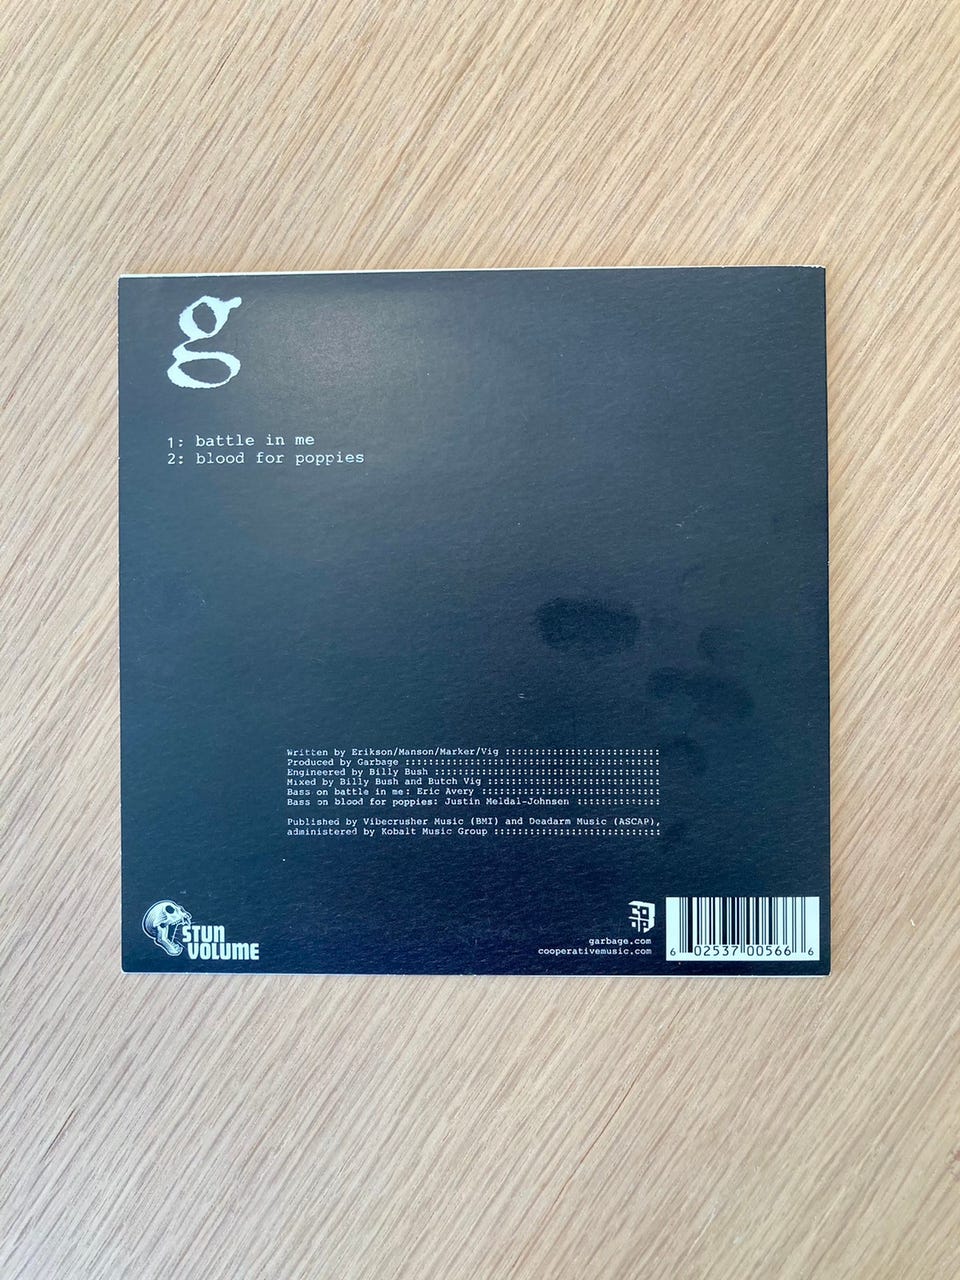 g
1: battle in me
2: blood for poppies
Written by Erikson/Manson/Marker/Vig ::::::::::::::::::::::::::::
Produced by Garbage ::::::::::::::::::::::::::::::::::::::::::::
Engineered by Billy Bush :::::::::::::::::::::::::::::::::::::::
Mixed by Billy Bush and Butch Vig ::::::::::::::::::::::::::::::
Bass on battle in me: Eric Avery :::::::::::::::::::::::::::::::
Bass on blood for poppies: Justin Meldal-Johnsen :::::::::::::::
Published by Vibecrusher Music (BMI) and Deadarm Music (ASCAP),
administered by Kobalt Music Group :::::::::::::::::::::::::::::
STUN
VOLUME
garbage.com
cooperativemusic.com
6 02537 00566 6